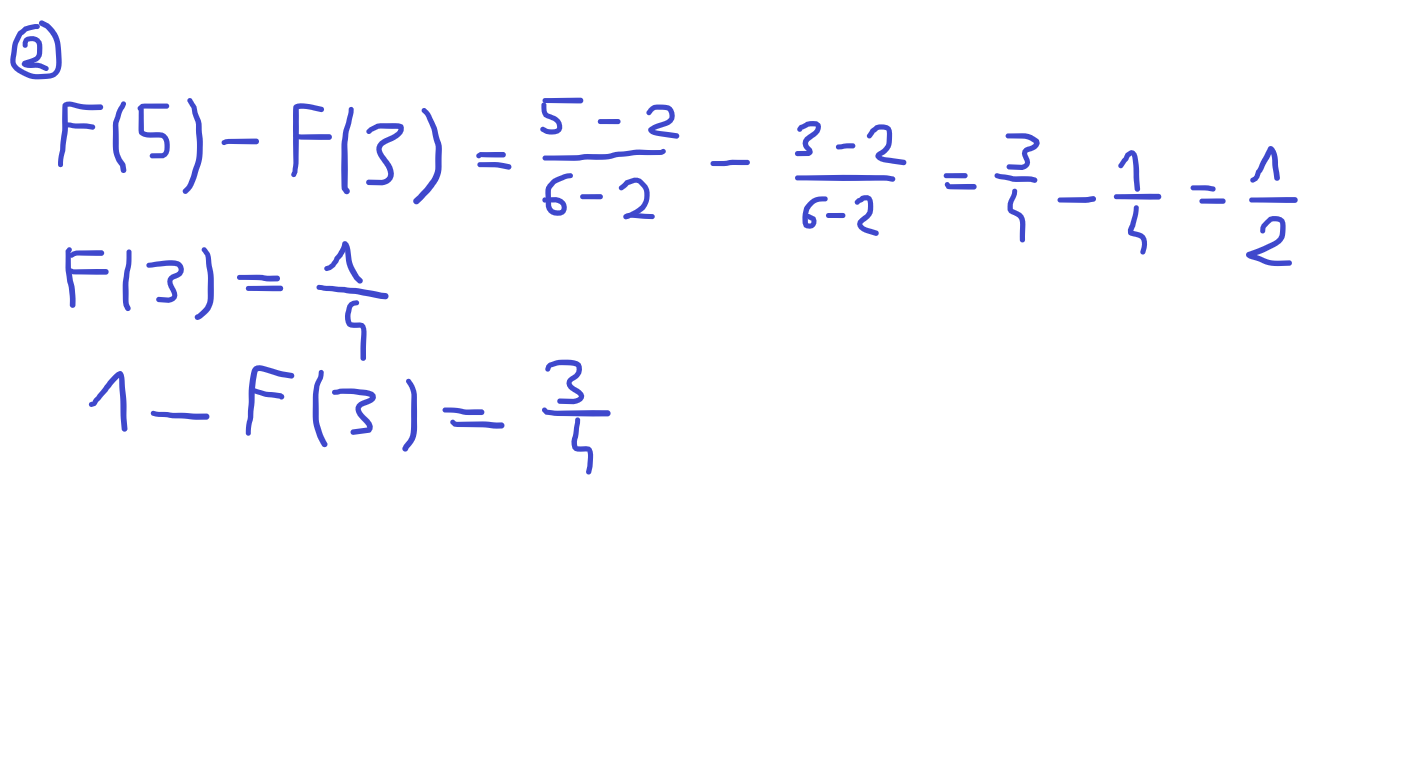 2
F(5) - F(3) = 5-2/6-2 - 3-2/6-2 = 3/4 - 1/4 = 1/2
F(3) = 1/4
1 - F(3) = 3/4